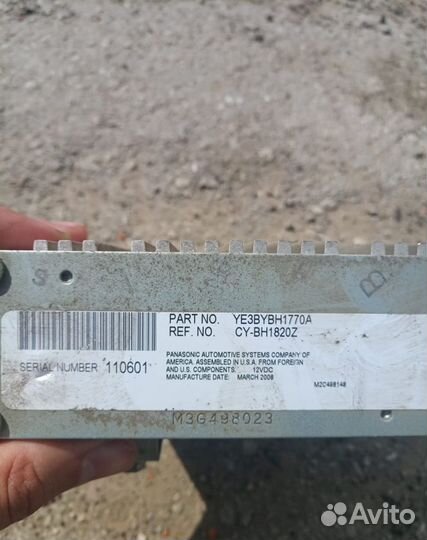 S
B
PART NO. YE3BYBH1770A
REF. NO. CY-BH1820Z
PANASONIC AUTOMOTIVE SYSTEMS COMPANY OF
AMERICA. ASSEMBLED IN U.S.A. FROM FOREIGN
AND U.S. COMPONENTS. 12VDC
MANUFACTURE DATE: MARCH 2008
SERIAL NUMBER 110601
M2C498148
M3G498023
Avito